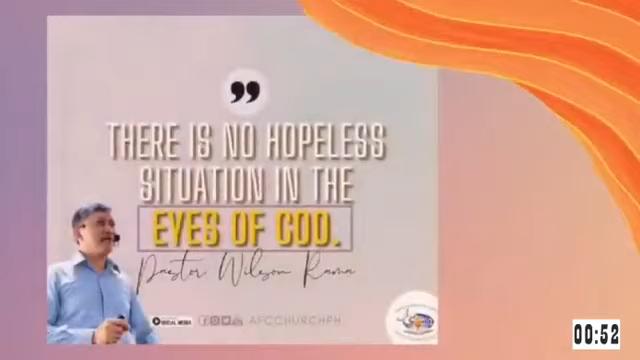 ”
THERE IS NO HOPELESS
SITUATION IN THE
EYES OF GOD.
Pastor Wilson Rama
SOCIAL MEDIA
AFCCHURCHPH
00:52